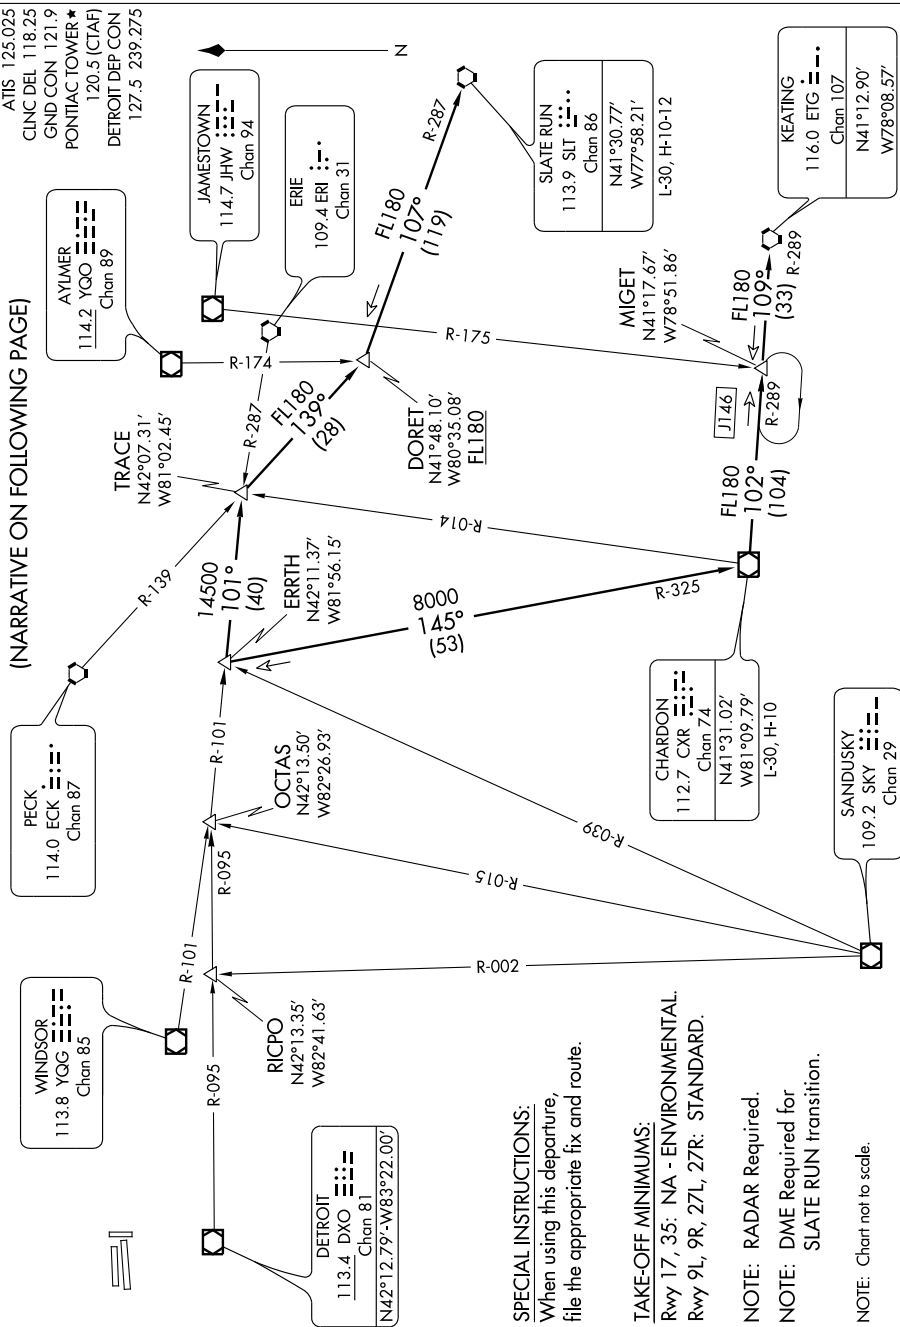 (NARRATIVE ON FOLLOWING PAGE)
ATIS 125.025
CLNC DEL 118.25
GND CON 121.9
PONTIAC TOWER★
120.5 (CTAF)
DETROIT DEP CON
127.5 239.275
N
WINDSOR
113.8 YQG
Chan 85
PECK
114.0 ECK
Chan 87
AYLMER
114.2 YQO
Chan 89
JAMESTOWN
114.7 JHW
Chan 94
ERIE
109.4 ERI
Chan 31
DETROIT
113.4 DXO
Chan 81
N42°12.79'-W83°22.00'
R-095
R-101
RICPO
N42°13.35'
W82°41.63'
R-095
OCTAS
N42°13.50'
W82°26.93'
R-101
ERRTH
N42°11.37'
W81°56.15'
R-139
14500
101°
(40)
TRACE
N42°07.31'
W81°02.45'
R-287
FL180
139°
(28)
R-174
DORET
N41°48.10'
W80°35.08'
FL180
FL180
107°
(119)
R-287
SLATE RUN
113.9 SLT
Chan 86
N41°30.77'
W77°58.21'
L-30, H-10-12
8000
145°
(53)
R-325
R-014
R-175
R-002
R-015
R-039
CHARDON
112.7 CXR
Chan 74
N41°31.02'
W81°09.79'
L-30, H-10
SANDUSKY
109.2 SKY
Chan 29
FL180
102°
(104)
J146
R-289
MIGET
N41°17.67'
W78°51.86'
FL180
109°
(33)
R-289
KEATING
116.0 ETG
Chan 107
N41°12.90'
W78°08.57'
SPECIAL INSTRUCTIONS:
When using this departure,
file the appropriate fix and route.
TAKE-OFF MINIMUMS:
Rwy 17, 35: NA - ENVIRONMENTAL.
Rwy 9L, 9R, 27L, 27R: STANDARD.
NOTE: RADAR Required.
NOTE: DME Required for
SLATE RUN transition.
NOTE: Chart not to scale.